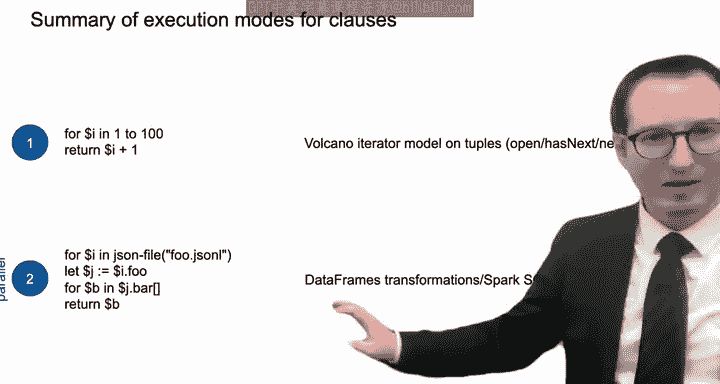 Summary of execution modes for clauses
1
for $i in 1 to 100
return $i + 1
Volcano iterator model on tuples (open/hasNext/ne
parallel
2
for $i in json-file("foo.jsonl")
let $j := $i.foo
for $b in $j.bar[]
return $b
DataFrames transformations/Spark S